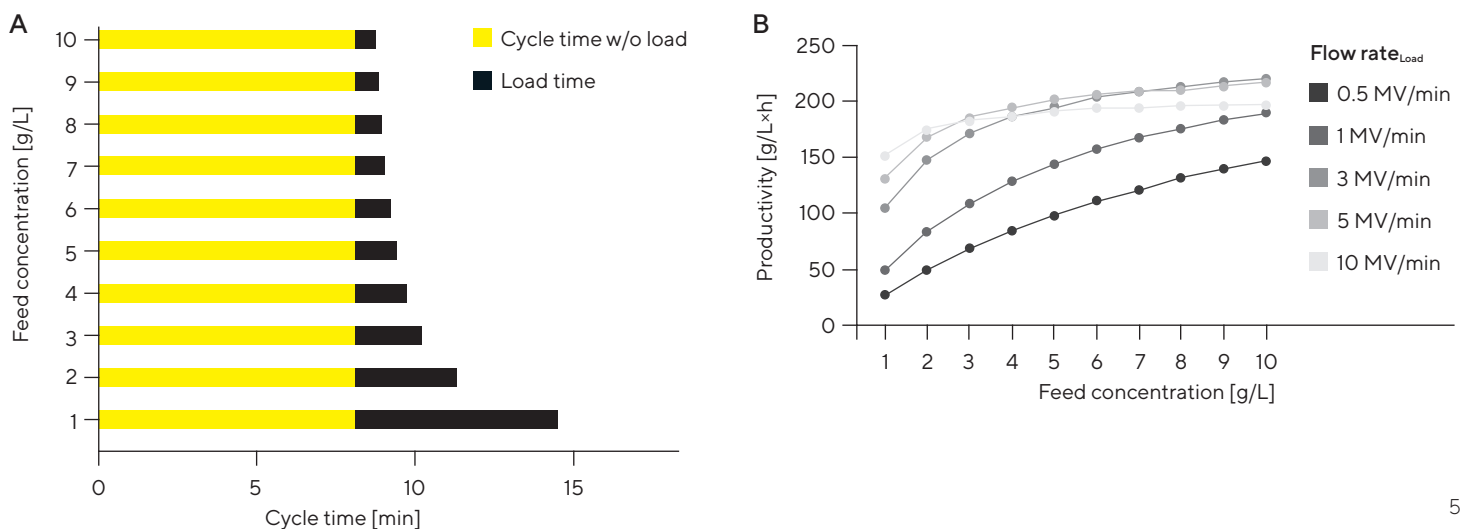 A
Feed concentration [g/L]
10
9
8
7
6
5
4
3
2
1
0 5 10 15
Cycle time [min]
Cycle time w/o load
Load time
B
Productivity [g/L×h]
250
200
150
100
50
0
1 2 3 4 5 6 7 8 9 10
Feed concentration [g/L]
Flow rateLoad
0.5 MV/min
1 MV/min
3 MV/min
5 MV/min
10 MV/min
5